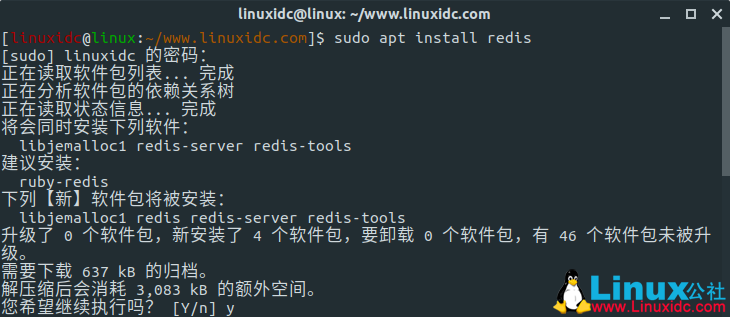 linuxidc@linux: ~/www.linuxidc.com
[linuxidc@linux:~/www.linuxidc.com]$ sudo apt install redis
[sudo] linuxidc 的密码：
正在读取软件包列表... 完成
正在分析软件包的依赖关系树
正在读取状态信息... 完成
将会同时安装下列软件：
libjemalloc1 redis-server redis-tools
建议安装：
ruby-redis
下列【新】软件包将被安装：
libjemalloc1 redis redis-server redis-tools
升级了 0 个软件包，新安装了 4 个软件包，要卸载 0 个软件包，有 46 个软件包未被升
级。
需要下载 637 kB 的归档。
解压缩后会消耗 3,083 kB 的额外空间。
您希望继续执行吗？ [Y/n] y
Linux公社
www.Linuxidc.com